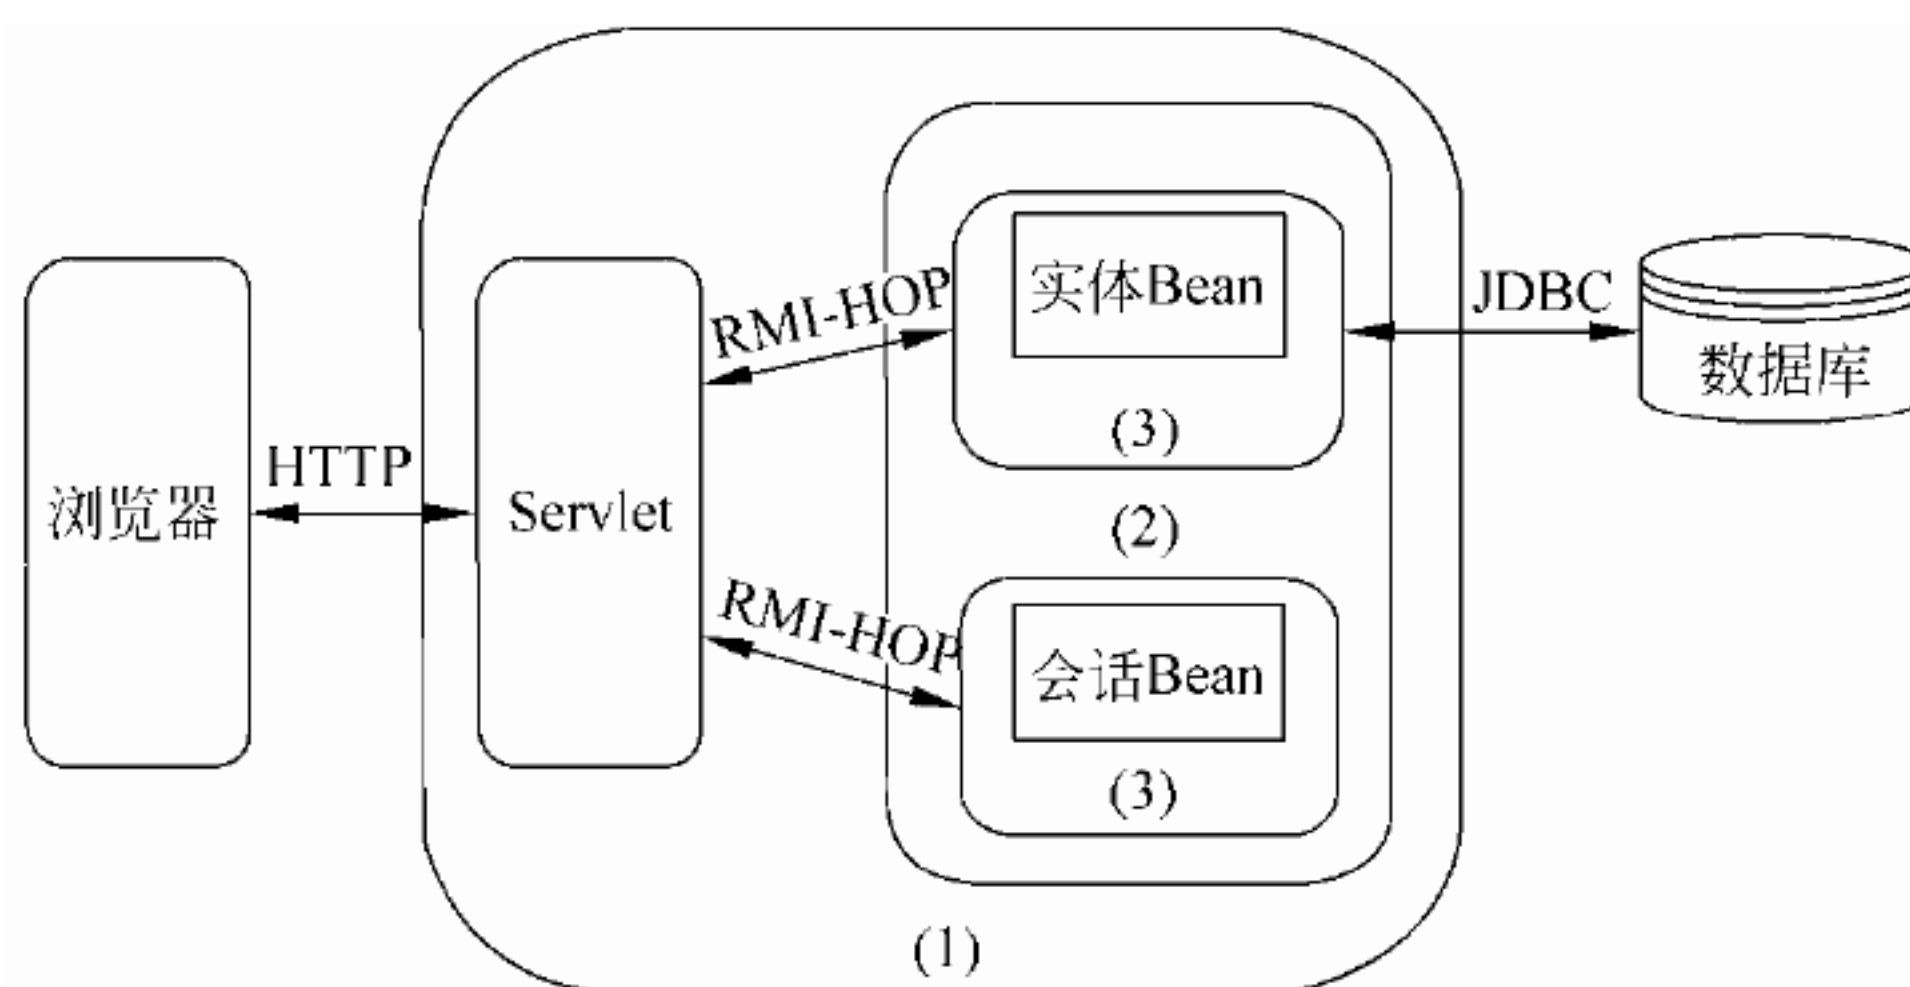 浏览器
HTTP
Servlet
RMI-HOP
RMI-HOP
实体Bean
(3)
(2)
会话Bean
(3)
(1)
JDBC
数据库